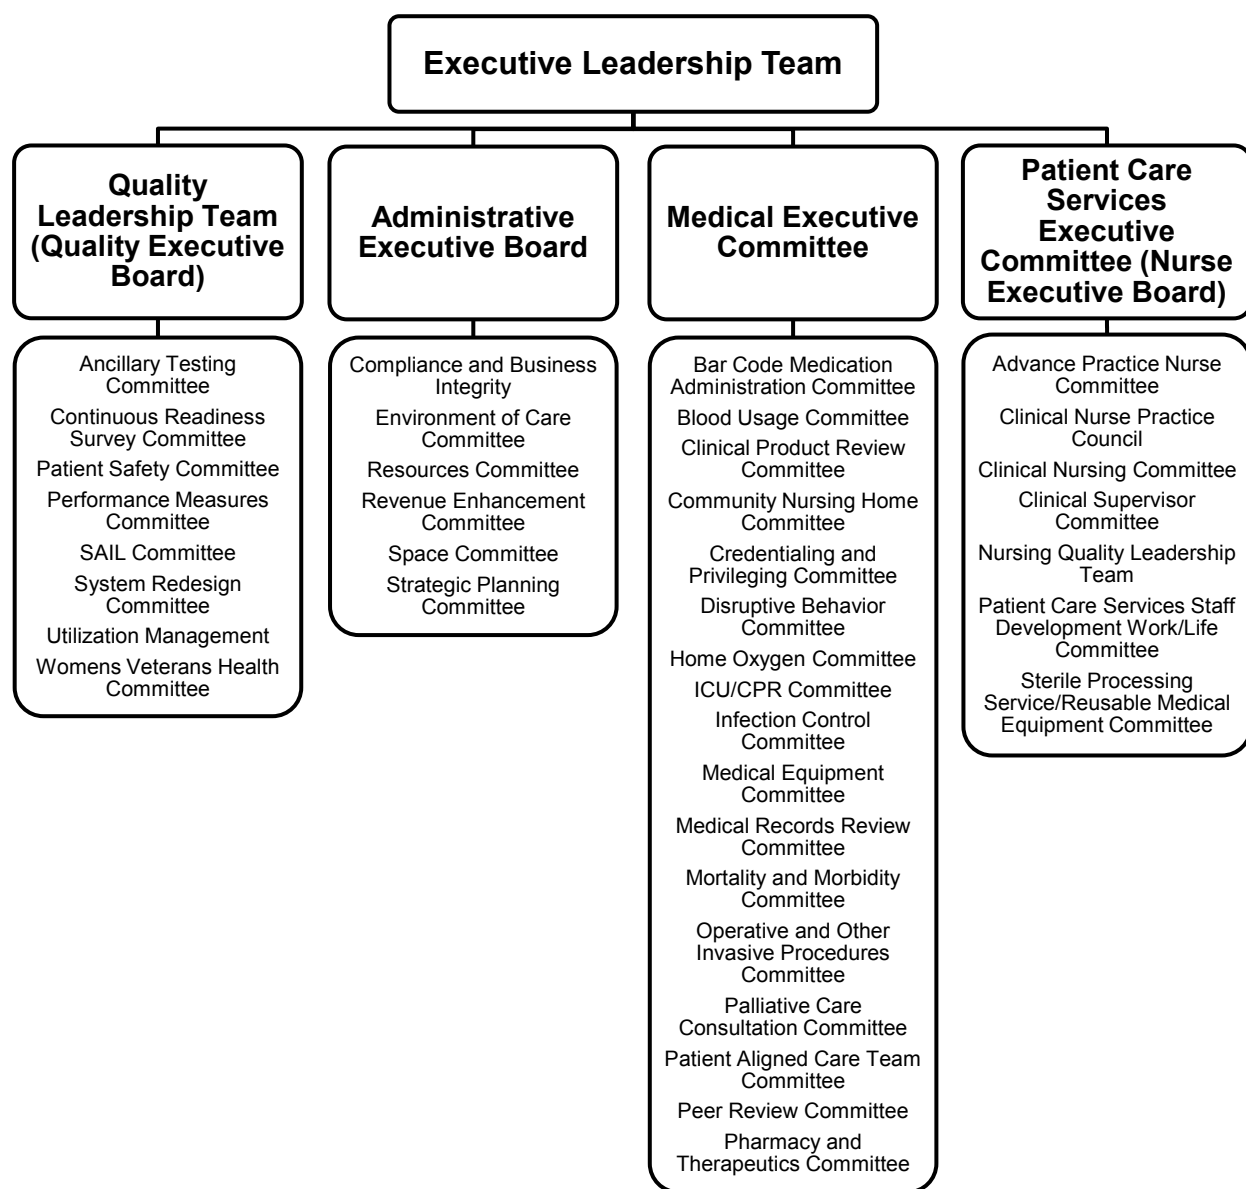 Executive Leadership Team
Quality
Leadership Team
(Quality Executive
Board)
Administrative
Executive Board
Medical Executive
Committee
Patient Care
Services
Executive
Committee (Nurse
Executive Board)
Ancillary Testing
Committee
Continuous Readiness
Survey Committee
Patient Safety Committee
Performance Measures
Committee
SAIL Committee
System Redesign
Committee
Utilization Management
Womens Veterans Health
Committee
Compliance and Business
Integrity
Environment of Care
Committee
Resources Committee
Revenue Enhancement
Committee
Space Committee
Strategic Planning
Committee
Bar Code Medication
Administration Committee
Blood Usage Committee
Clinical Product Review
Committee
Community Nursing Home
Committee
Credentialing and
Privileging Committee
Disruptive Behavior
Committee
Home Oxygen Committee
ICU/CPR Committee
Infection Control
Committee
Medical Equipment
Committee
Medical Records Review
Committee
Mortality and Morbidity
Committee
Operative and Other
Invasive Procedures
Committee
Palliative Care
Consultation Committee
Patient Aligned Care Team
Committee
Peer Review Committee
Pharmacy and
Therapeutics Committee
Advance Practice Nurse
Committee
Clinical Nurse Practice
Council
Clinical Nursing Committee
Clinical Supervisor
Committee
Nursing Quality Leadership
Team
Patient Care Services Staff
Development Work/Life
Committee
Sterile Processing
Service/Reusable Medical
Equipment Committee